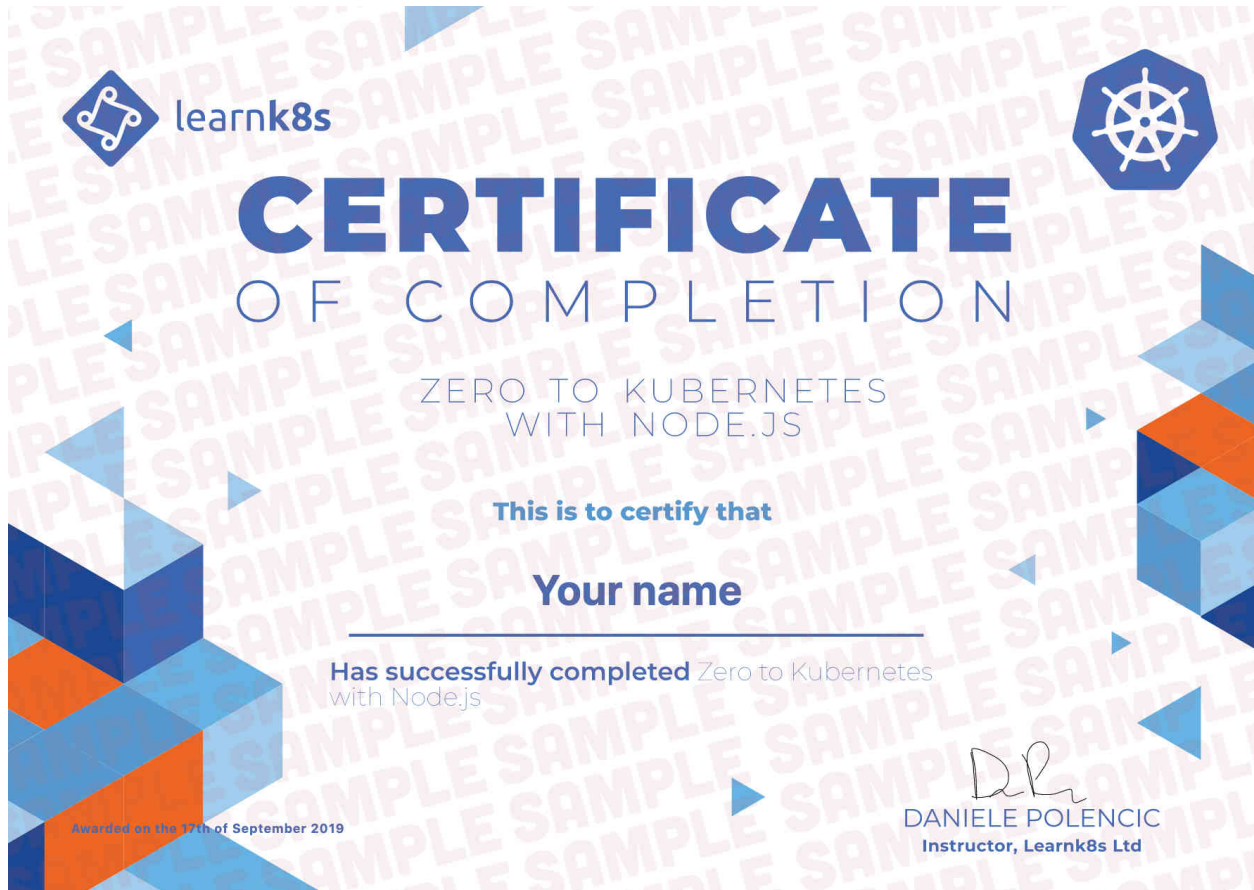 learnk8s
CERTIFICATE
OF COMPLETION
ZERO TO KUBERNETES
WITH NODE.JS
This is to certify that
Your name
Has successfully completed Zero to Kubernetes
with Node.js
DANIELE POLENCIC
Instructor, Learnk8s Ltd
Awarded on the 17th of September 2019
SAMPLE